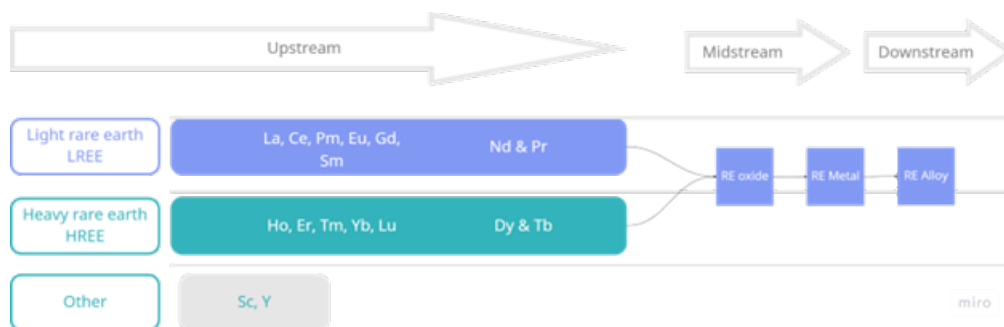 Upstream
Midstream
Downstream
Light rare earth
LREE
La, Ce, Pm, Eu, Gd,
Sm
Nd & Pr
RE oxide
RE Metal
RE Alloy
Heavy rare earth
HREE
Ho, Er, Tm, Yb, Lu
Dy & Tb
Other
Sc, Y
miro